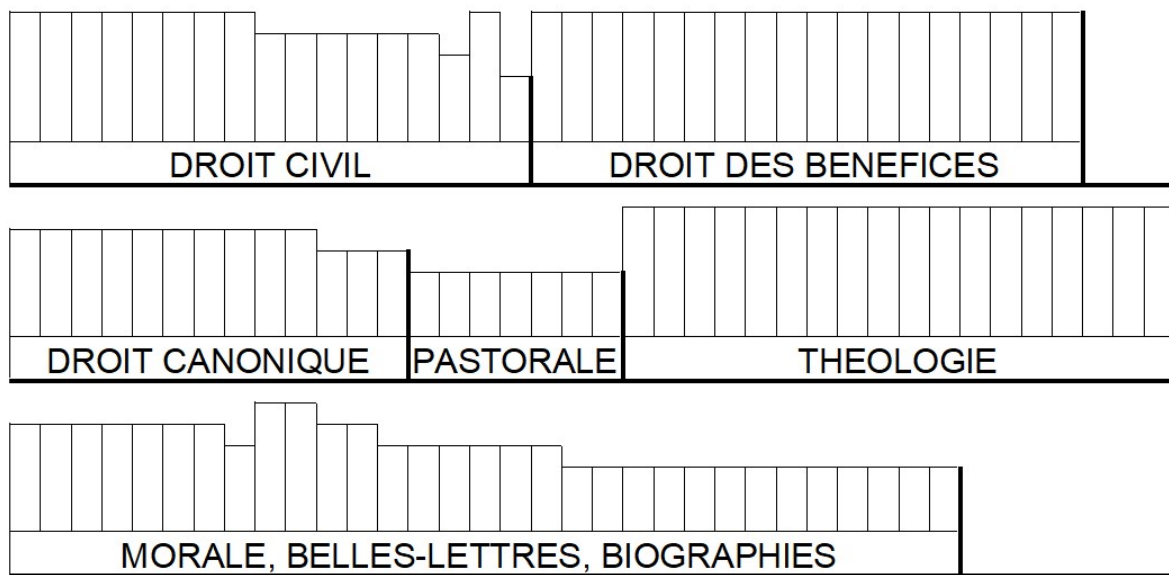 DROIT CIVIL DROIT DES BENEFICES
DROIT CANONIQUE PASTORALE THEOLOGIE
MORALE, BELLES-LETTRES, BIOGRAPHIES